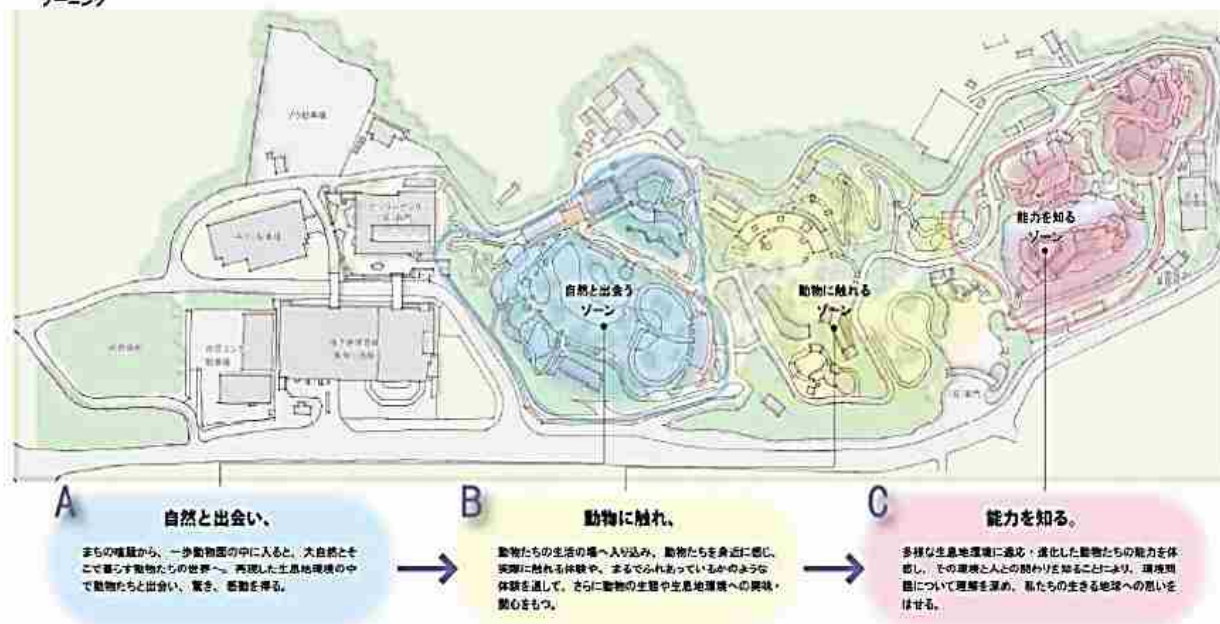 ゾーニング
自然と出会う
ゾーン
動物に触れる
ゾーン
能力を知る
ゾーン
A
自然と出会い、
まちの喧騒から、一歩動物園の中に入ると、大自然とそ
こで暮らす動物たちの世界へ。再現した生息地環境の中
で動物たちと出会い、驚き、感動を得る。
B
動物に触れ、
動物たちの生活の場へ入り込み、動物たちを身近に感じ、
実際に触れる体験や、まるでふれあっているかのような
体験を通して、さらに動物の生態や生息地環境への興味・
関心をもつ。
C
能力を知る。
多様な生息地環境に適応・進化した動物たちの能力を体
感し、その環境と人との関わりを知ることにより、環境問
題について理解を深め、私たちの生きる地球への思いを
はせる。